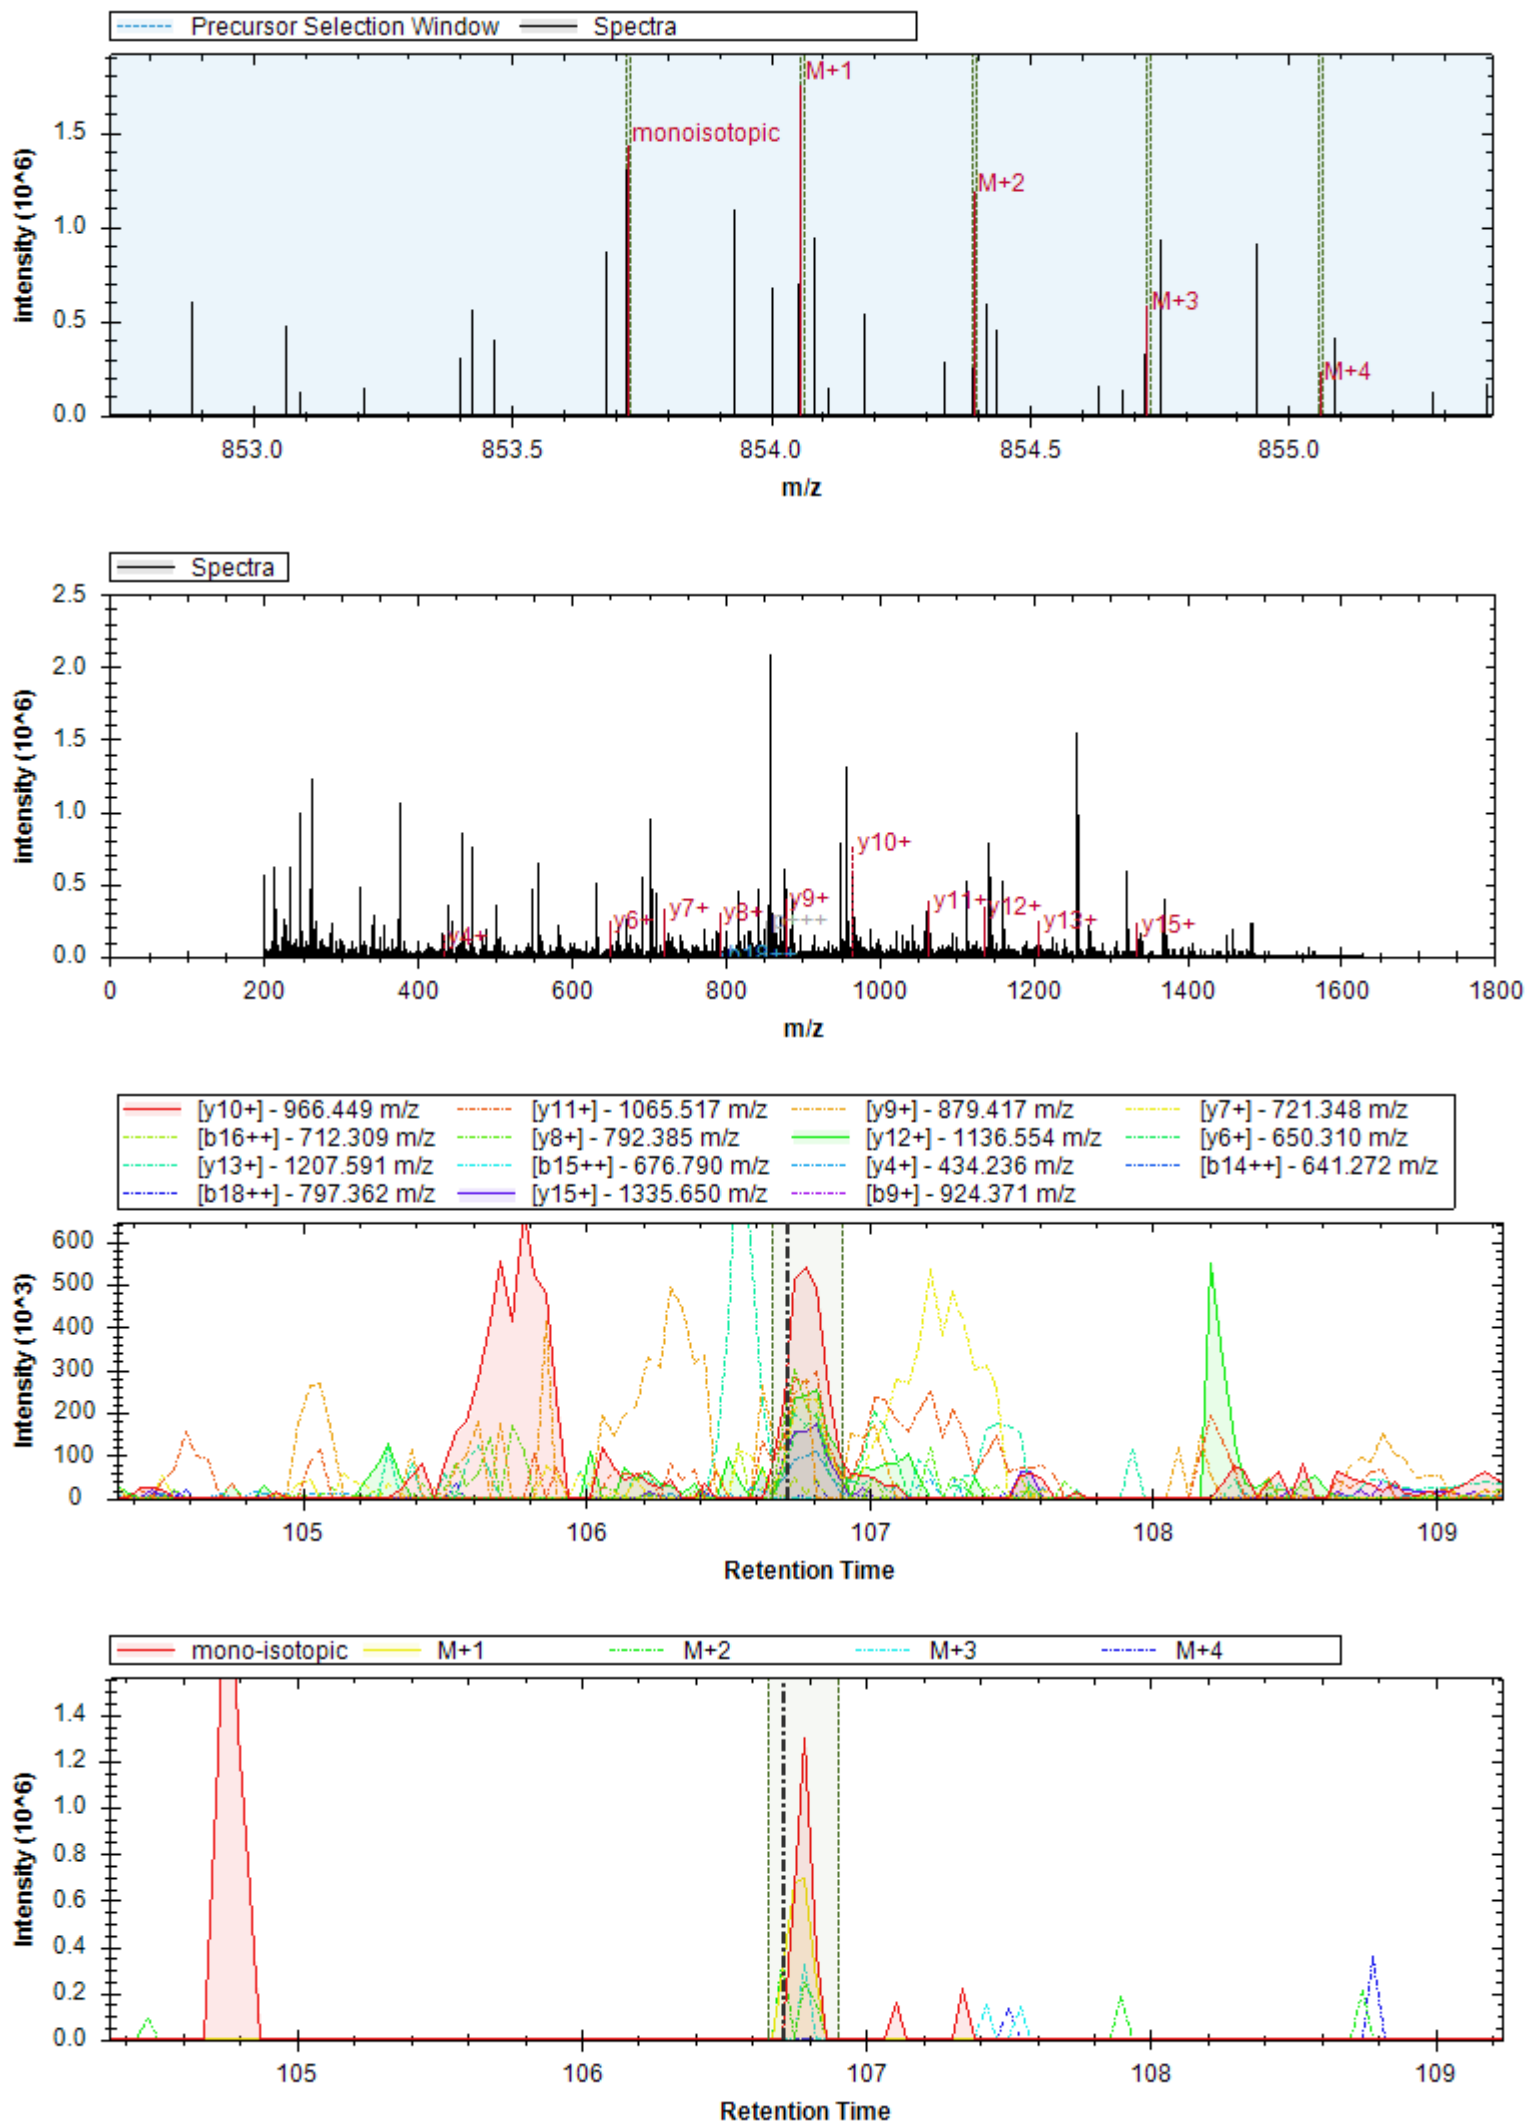 Precursor Selection Window Spectra
monoisotopic M+1 M+2 M+3 M+4
intensity (10^6)
1.5
1.0
0.5
0.0
853.0 853.5 854.0 854.5 855.0
m/z
Spectra
intensity (10^6)
2.5
2.0
1.5
1.0
0.5
0.0
y4+ y6+ y7+ y8+ y9+ y10+ y11+ y12+ y13+ y15+
0 200 400 600 800 1000 1200 1400 1600 1800
m/z
[y10+] - 966.449 m/z [y11+] - 1065.517 m/z [y9+] - 879.417 m/z [y7+] - 721.348 m/z
[b16++] - 712.309 m/z [y8+] - 792.385 m/z [y12+] - 1136.554 m/z [y6+] - 650.310 m/z
[y13+] - 1207.591 m/z [b15++] - 676.790 m/z [y4+] - 434.236 m/z [b14++] - 641.272 m/z
[b18++] - 797.362 m/z [y15+] - 1335.650 m/z [b9+] - 924.371 m/z
Intensity (10^3)
600
500
400
300
200
100
0
105 106 107 108 109
Retention Time
mono-isotopic M+1 M+2 M+3 M+4
Intensity (10^6)
1.4
1.2
1.0
0.8
0.6
0.4
0.2
0.0
105 106 107 108 109
Retention Time